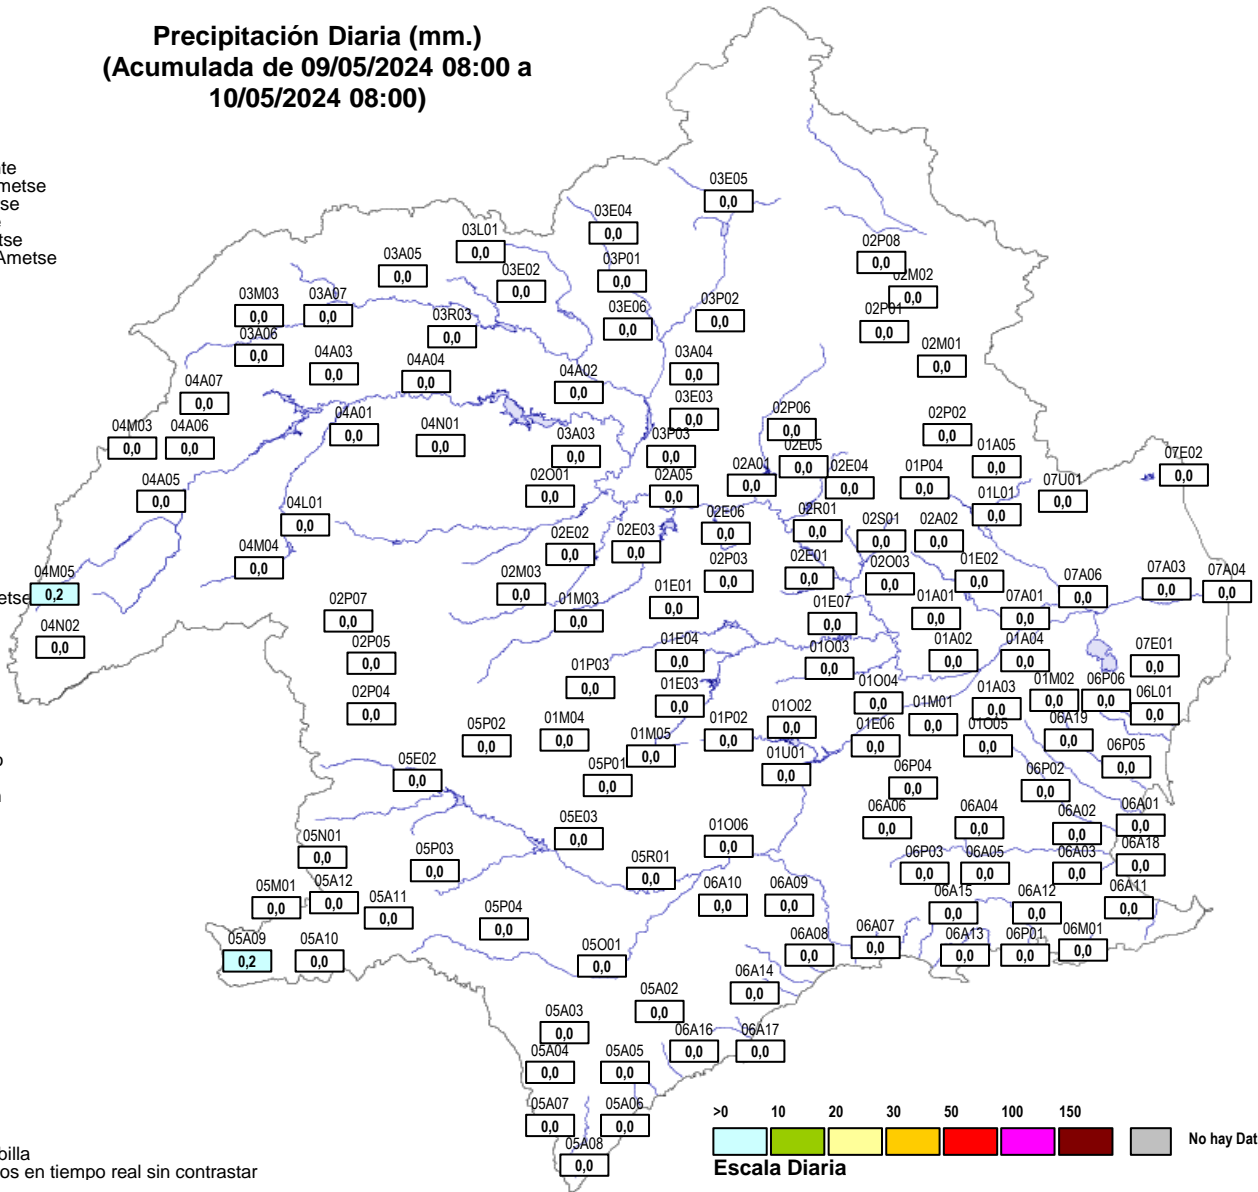 Precipitación Diaria (mm.)
(Acumulada de 09/05/2024 08:00 a
10/05/2024 08:00)
nte
metse
se
e
tse
Ametse
03E05
0,0
03E04
0,0
03L01
0,0
03A05
0,0
03P01
0,0
03E02
0,0
02P08
0,0
02M02
0,0
03M03
0,0
03A07
0,0
03R03
0,0
03E06
0,0
03P02
0,0
02P01
0,0
03A06
0,0
04A03
0,0
04A04
0,0
04A02
0,0
03A04
0,0
02M01
0,0
04A07
0,0
03E03
0,0
04M03
0,0
04A06
0,0
04A01
0,0
04N01
0,0
03A03
0,0
03P03
0,0
02P06
0,0
02P02
0,0
02E05
0,0
01A05
0,0
07E02
0,0
04A05
0,0
02O01
0,0
02A05
0,0
02A01
0,0
02E04
0,0
01P04
0,0
07U01
0,0
01L01
0,0
04L01
0,0
02E06
0,0
02R01
0,0
02S01
0,0
02A02
0,0
04M04
0,0
02E02
0,0
02E03
0,0
04M05
0,2
etse
02M03
0,0
02P03
0,0
02E01
0,0
02O03
0,0
01E02
0,0
07A06
0,0
07A03
0,0
07A04
0,0
02P07
0,0
01M03
0,0
01E01
0,0
01E07
0,0
01A01
0,0
07A01
0,0
04N02
0,0
02P05
0,0
01E04
0,0
01O03
0,0
01A02
0,0
01A04
0,0
07E01
0,0
01P03
0,0
02P04
0,0
01E03
0,0
01O04
0,0
01A03
0,0
01M02
0,0
06P06
0,0
06L01
0,0
05P02
0,0
01M04
0,0
01M05
0,0
01P02
0,0
01O02
0,0
01E06
0,0
01M01
0,0
01O05
0,0
06A19
0,0
o
05E02
0,0
05P01
0,0
01U01
0,0
06P04
0,0
06P02
0,0
06P05
0,0
05E03
0,0
01O06
0,0
06A06
0,0
06A04
0,0
06A02
0,0
06A01
0,0
05N01
0,0
05P03
0,0
05R01
0,0
06P03
0,0
06A05
0,0
06A03
0,0
06A18
0,0
05M01
0,0
05A12
0,0
05A11
0,0
05P04
0,0
06A10
0,0
06A09
0,0
06A15
0,0
06A12
0,0
06A11
0,0
05A09
0,2
05A10
0,0
05O01
0,0
06A08
0,0
06A07
0,0
06A13
0,0
06P01
0,0
06M01
0,0
06A14
0,0
05A02
0,0
05A03
0,0
06A16
0,0
06A17
0,0
05A04
0,0
05A05
0,0
05A07
0,0
05A06
0,0
05A08
0,0
>0 10 20 30 50 100 150
No hay Dat
Escala Diaria
billa
os en tiempo real sin contrastar